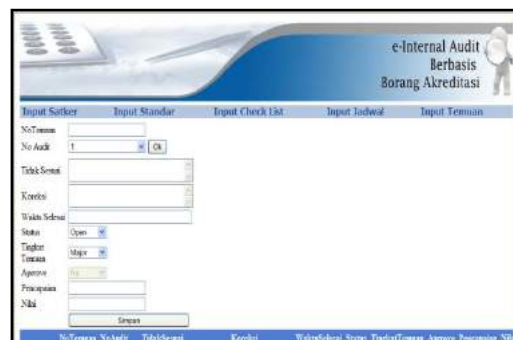 e-Internal Audit
Berbasis
Borang Akreditasi
Input Satker Input Standar Input Check List Input Jadwal Input Temuan
NoTemuan
No Audit 1 Ok
Tidak Sesuai
Koreksi
Waktu Selesai
Status Open
Tingkat
Temuan Major
Aprove No
Pencapaian
Nilai
Simpan
NoTemuan NoAudit TidakSesuai Koreksi WaktuSelesai Status TingkatTemuan Aprove Pencapaian Nilai